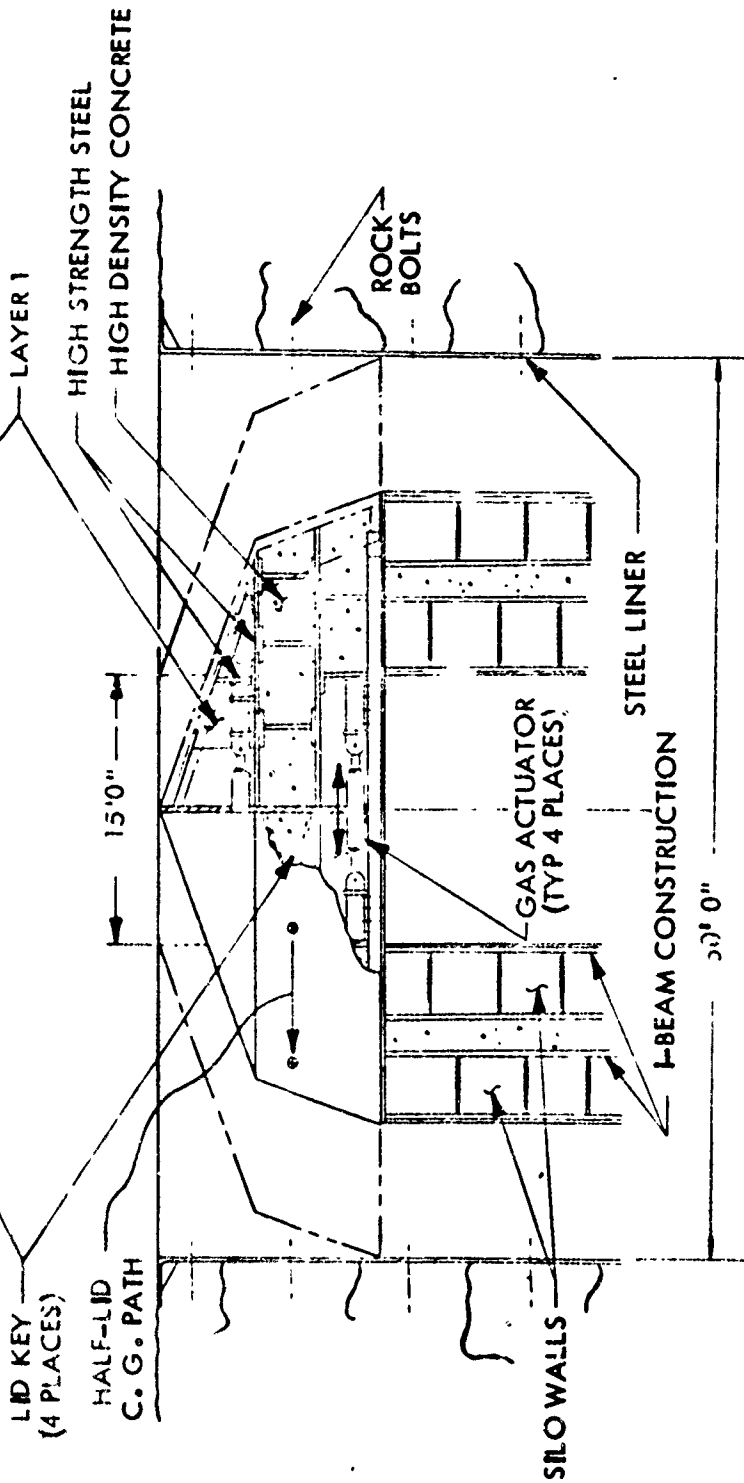 LAYER 1
HIGH STRENGTH STEEL
HIGH DENSITY CONCRETE
ROCK
BOLTS
15'0"
LID KEY
(4 PLACES)
HALF-LID
C. G. PATH
GAS ACTUATOR
(TYP 4 PLACES)
STEEL LINER
I-BEAM CONSTRUCTION
SILO WALLS
0"